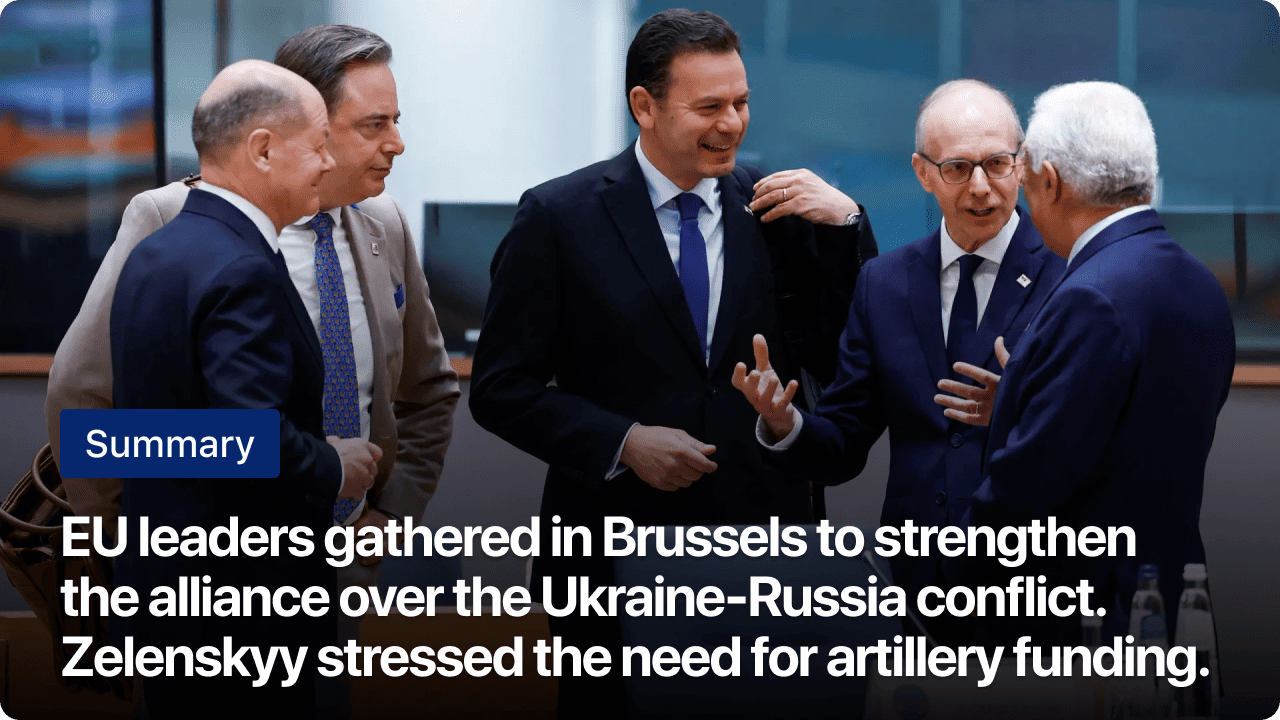 Summary
EU leaders gathered in Brussels to strengthen
the alliance over the Ukraine-Russia conflict.
Zelenskyy stressed the need for artillery funding.